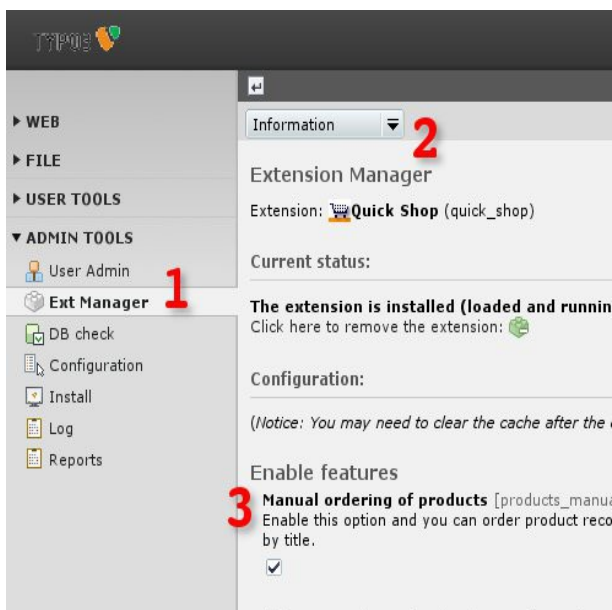 TYPO3
WEB
FILE
USER TOOLS
ADMIN TOOLS
User Admin
Ext Manager
1
DB check
Configuration
Install
Log
Reports
Information
2
Extension Manager
Extension: Quick Shop (quick_shop)
Current status:
The extension is installed (loaded and runnin
Click here to remove the extension:
Configuration:
(Notice: You may need to clear the cache after the
Enable features
3
Manual ordering of products [products_manua
Enable this option and you can order product reco
by title.